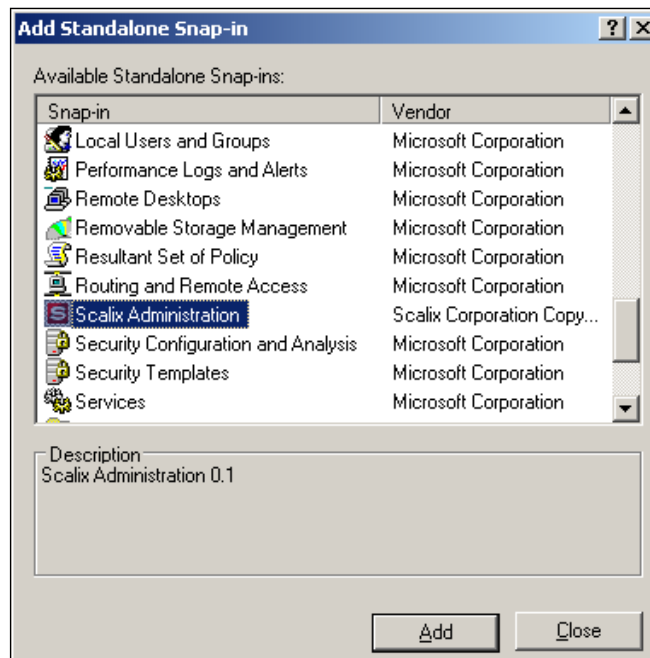 Add Standalone Snap-in
Available Standalone Snap-ins:
Snap-in Vendor
Local Users and Groups Microsoft Corporation
Performance Logs and Alerts Microsoft Corporation
Remote Desktops Microsoft Corporation
Removable Storage Management Microsoft Corporation
Resultant Set of Policy Microsoft Corporation
Routing and Remote Access Microsoft Corporation
Scalix Administration Scalix Corporation Copy...
Security Configuration and Analysis Microsoft Corporation
Security Templates Microsoft Corporation
Services Microsoft Corporation
Description
Scalix Administration 0.1
Add Close